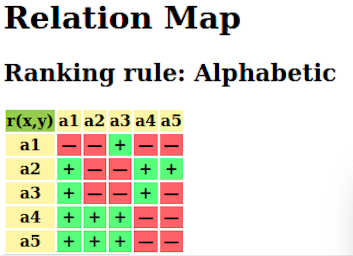 Relation Map
Ranking rule: Alphabetic
r(x,y) a1 a2 a3 a4 a5
a1 — — + — —
a2 + — — + +
a3 + — — + —
a4 + + + — —
a5 + + + — —